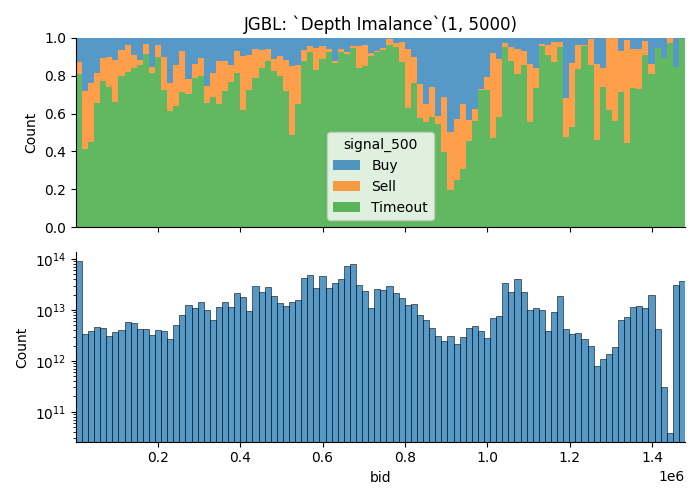 JGBL: `Depth Imalance`(1, 5000)
1.0
0.8
0.6
0.4
0.2
0.0
Count
signal_500
Buy
Sell
Timeout
10^14
10^13
10^12
10^11
Count
0.2 0.4 0.6 0.8 1.0 1.2 1.4
1e6
bid